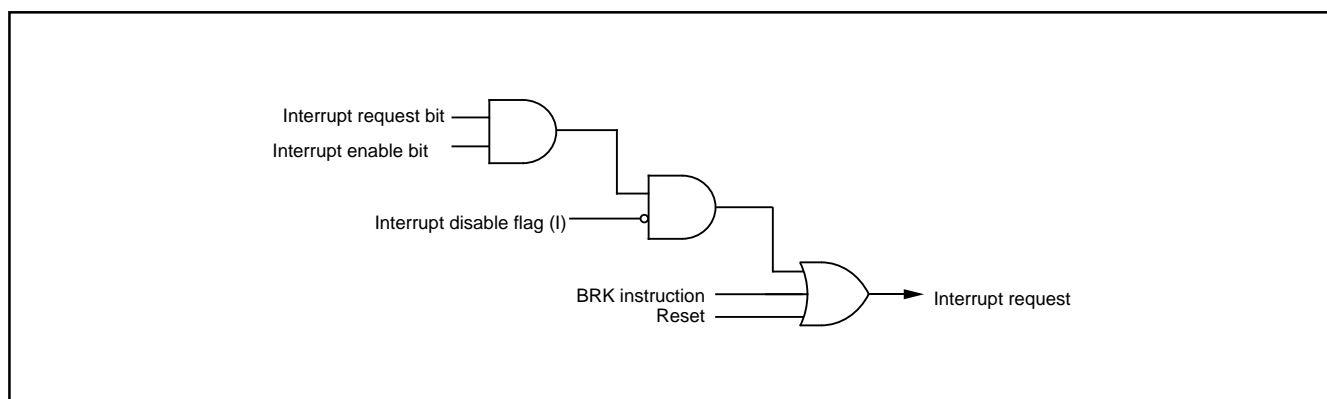 Interrupt request bit
Interrupt enable bit
Interrupt disable flag (I)
BRK instruction
Reset
Interrupt request